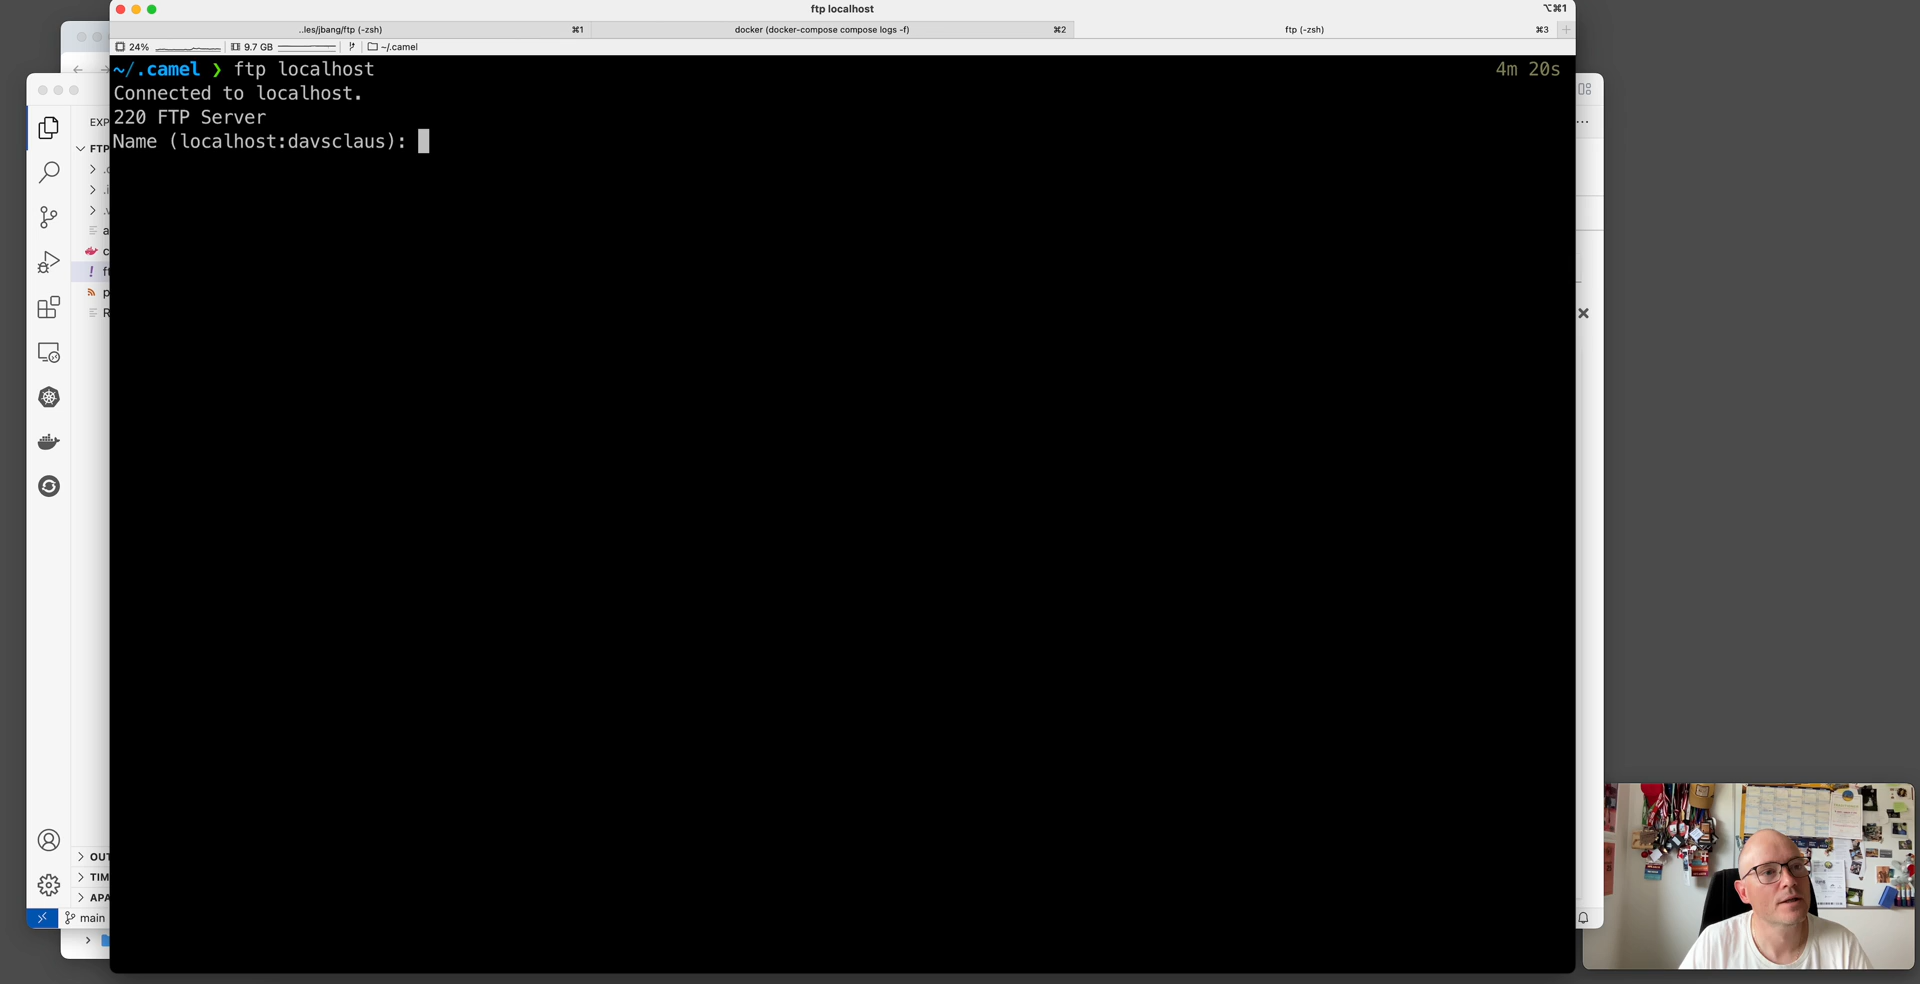 ftp localhost
⌥⌘1
..les/jbang/ftp (-zsh) ⌘1
docker (docker-compose compose logs -f) ⌘2
ftp (-zsh) ⌘3
24% 9.7 GB ~/.camel
~/.camel ❯ ftp localhost 4m 20s
Connected to localhost.
220 FTP Server
Name (localhost:davsclaus):
EXP
FTP
OUT
TIM
APA
main